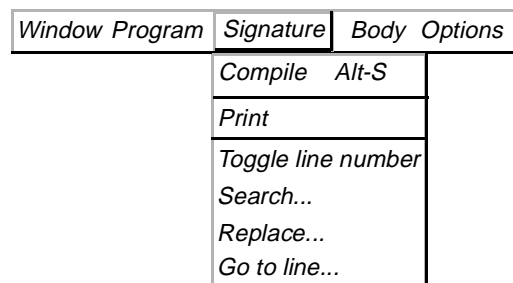 Window Program Signature Body Options
Compile Alt-S
Print
Toggle line number
Search...
Replace...
Go to line...